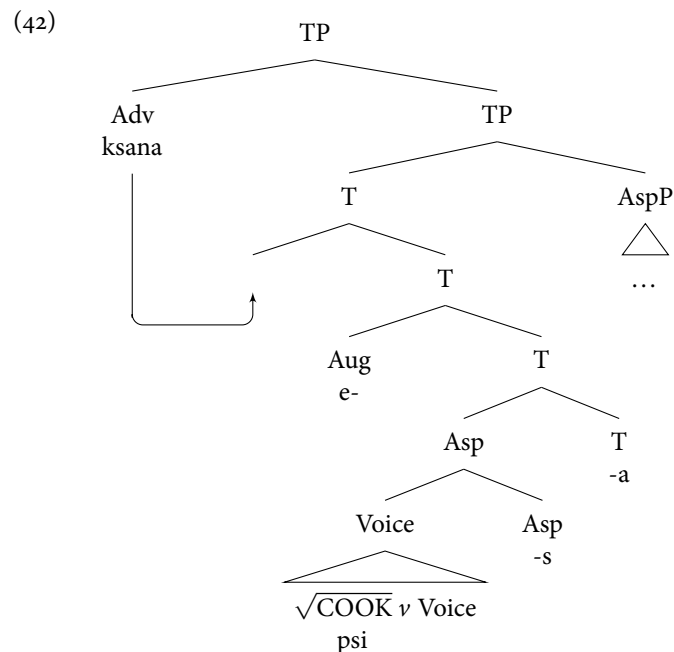 (42)
TP
Adv TP
ksana
T AspP
T ...
Aug T
e-
Asp T
-a
Voice Asp
-s
√COOK v Voice
psi